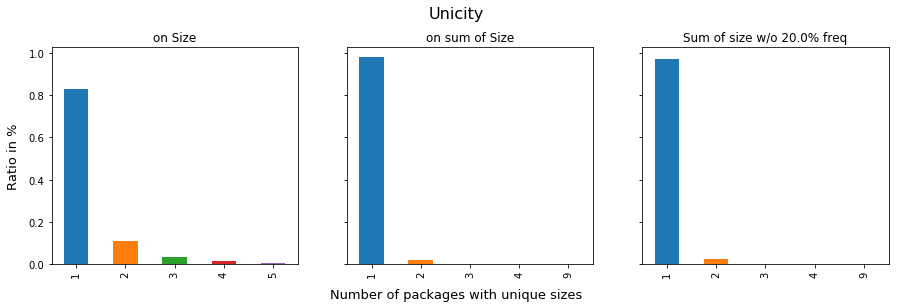 Unicity
on Size
on sum of Size
Sum of size w/o 20.0% freq
Ratio in %
1.0
0.8
0.6
0.4
0.2
0.0
1 2 3 4 5
1 2 3 4 9
1 2 3 4 9
Number of packages with unique sizes